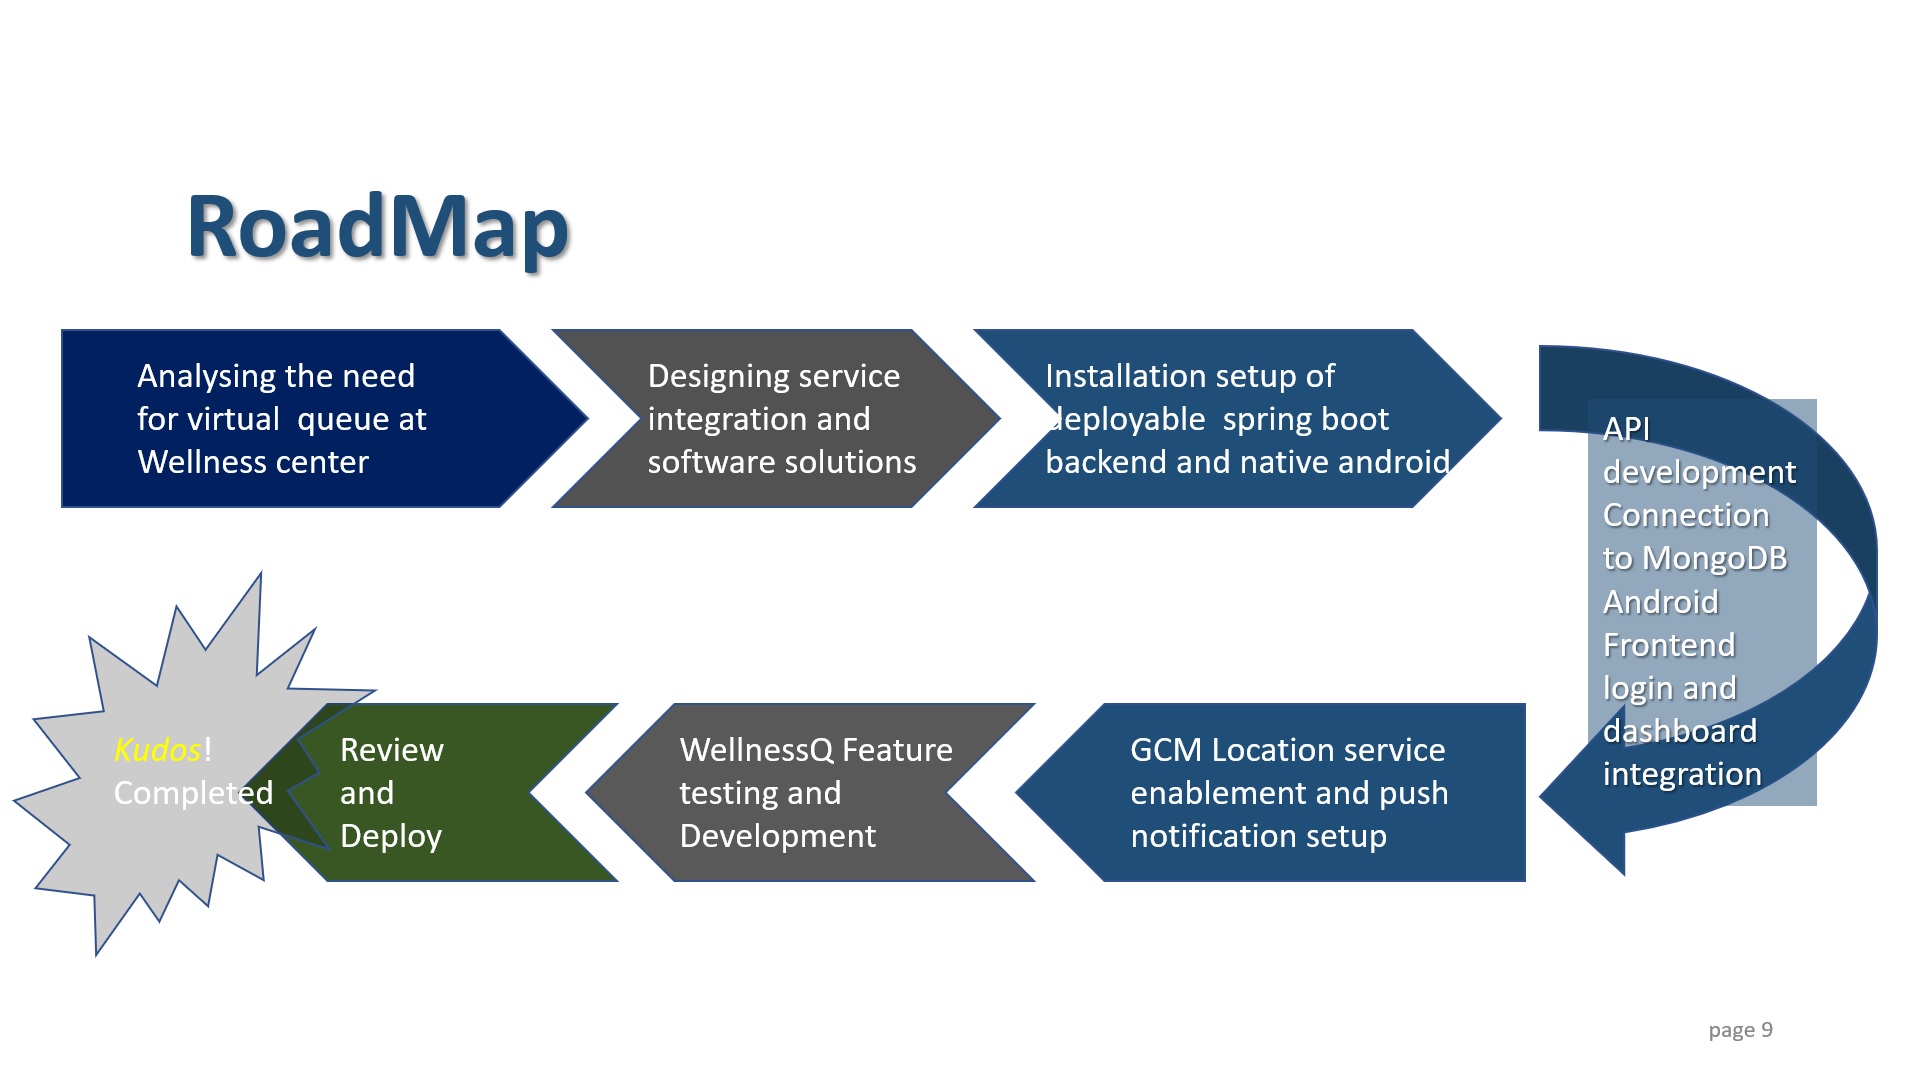 RoadMap
Analysing the need
for virtual  queue at
Wellness center
Designing service
integration and
software solutions
Installation setup of
deployable  spring boot
backend and native android
API
development
Connection
to MongoDB
Android
Frontend
login and
dashboard
integration
GCM Location service
enablement and push
notification setup
WellnessQ Feature
testing and
Development
Review
and
Deploy
Kudos!
Completed
page 9